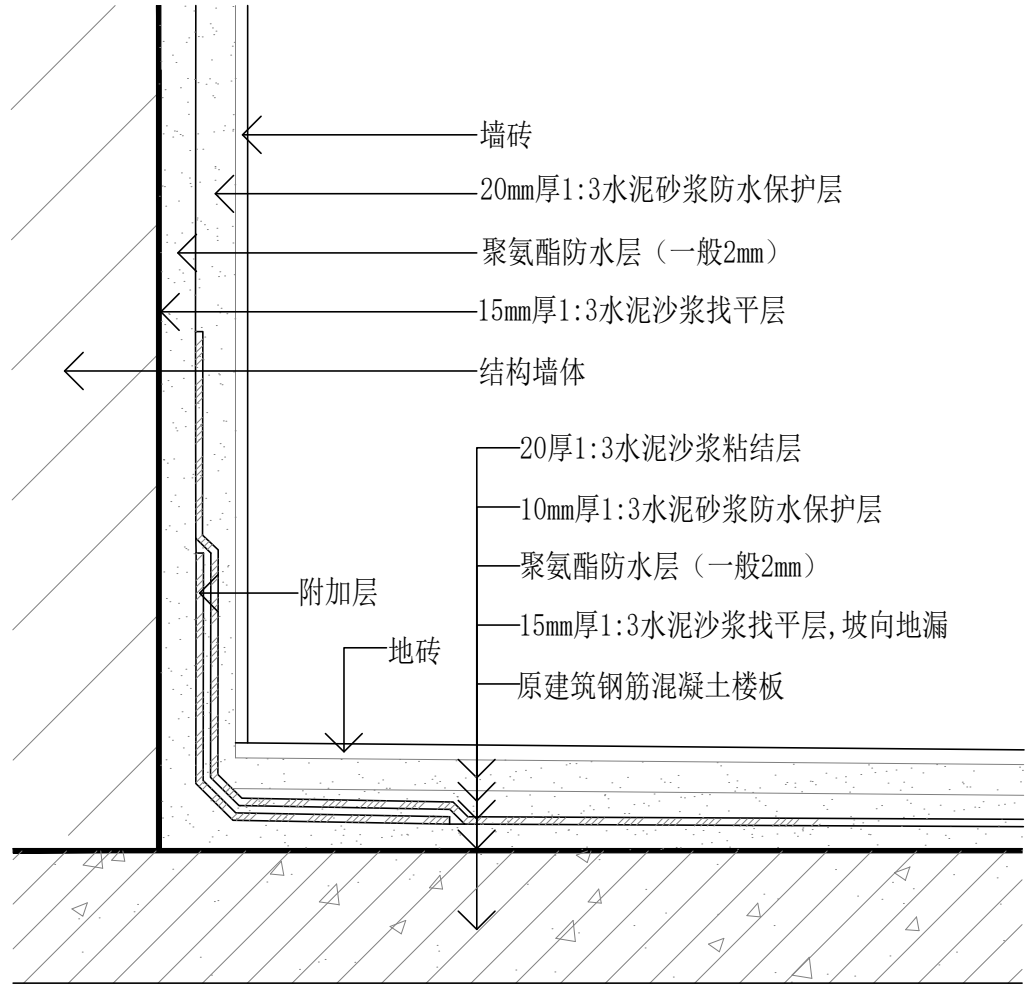 墙砖
20mm厚1:3水泥砂浆防水保护层
聚氨酯防水层（一般2mm）
15mm厚1:3水泥沙浆找平层
结构墙体
20厚1:3水泥沙浆粘结层
10mm厚1:3水泥砂浆防水保护层
聚氨酯防水层（一般2mm）
附加层
15mm厚1:3水泥沙浆找平层,坡向地漏
地砖
原建筑钢筋混凝土楼板